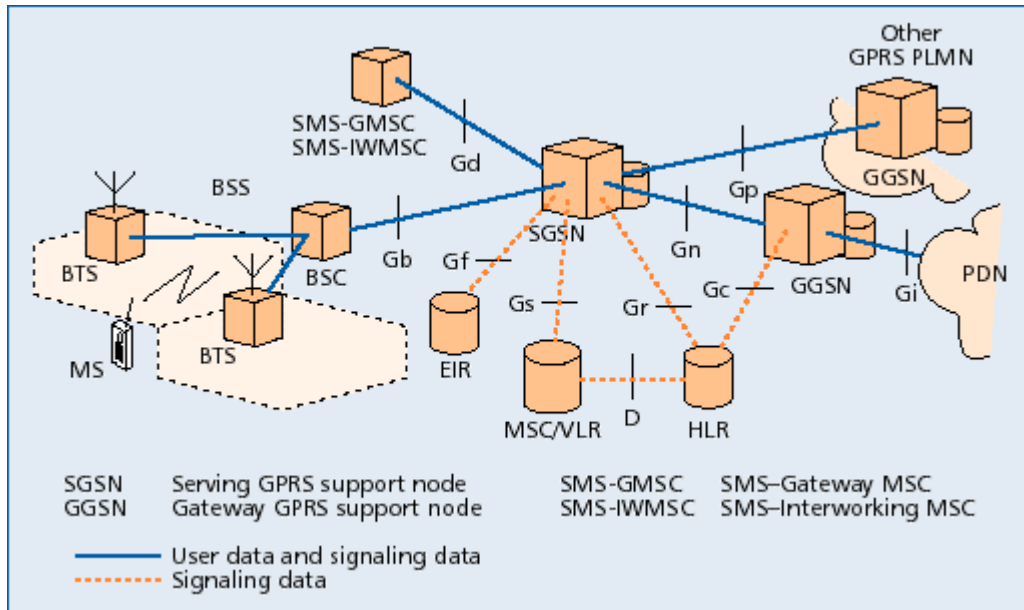 Other
GPRS PLMN
SMS-GMSC
SMS-IWMSC
Gd
GGSN
BSS
Gp
SGSN
Gn
BTS
BSC
Gb
Gf
Gc
GGSN
Gi
PDN
Gs
Gr
MS
BTS
EIR
MSC/VLR
D
HLR
SGSN Serving GPRS support node
GGSN Gateway GPRS support node
SMS-GMSC SMS–Gateway MSC
SMS-IWMSC SMS–Interworking MSC
User data and signaling data
Signaling data